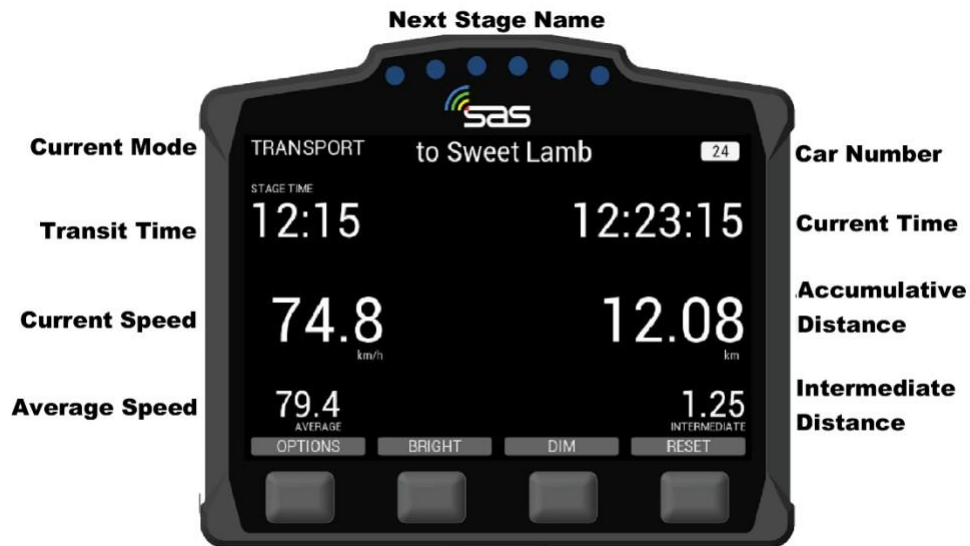 Next Stage Name
sas
Current Mode
TRANSPORT
to Sweet Lamb
24
Car Number
STAGE TIME
Transit Time
12:15
12:23:15
Current Time
Current Speed
74.8
km/h
12.08
km
Accumulative
Distance
Average Speed
79.4
AVERAGE
1.25
INTERMEDIATE
Intermediate
Distance
OPTIONS
BRIGHT
DIM
RESET